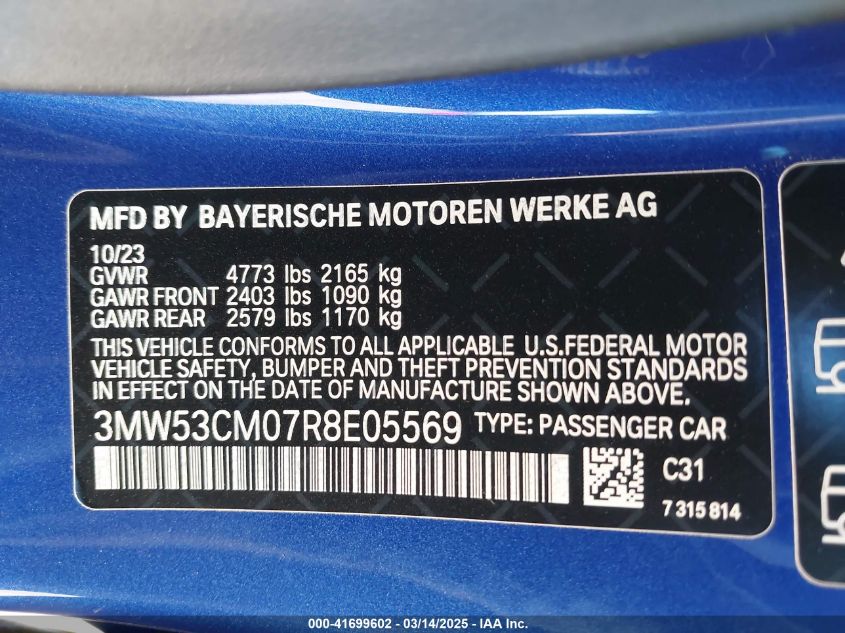 MFD BY BAYERISCHE MOTOREN WERKE AG
10/23
GVWR 4773 lbs 2165 kg
GAWR FRONT 2403 lbs 1090 kg
GAWR REAR 2579 lbs 1170 kg
THIS VEHICLE CONFORMS TO ALL APPLICABLE U.S.FEDERAL MOTOR
VEHICLE SAFETY, BUMPER AND THEFT PREVENTION STANDARDS
IN EFFECT ON THE DATE OF MANUFACTURE SHOWN ABOVE.
3MW53CM07R8E05569 TYPE: PASSENGER CAR
C31
7 315 814
000-41699602 - 03/14/2025 - IAA Inc.